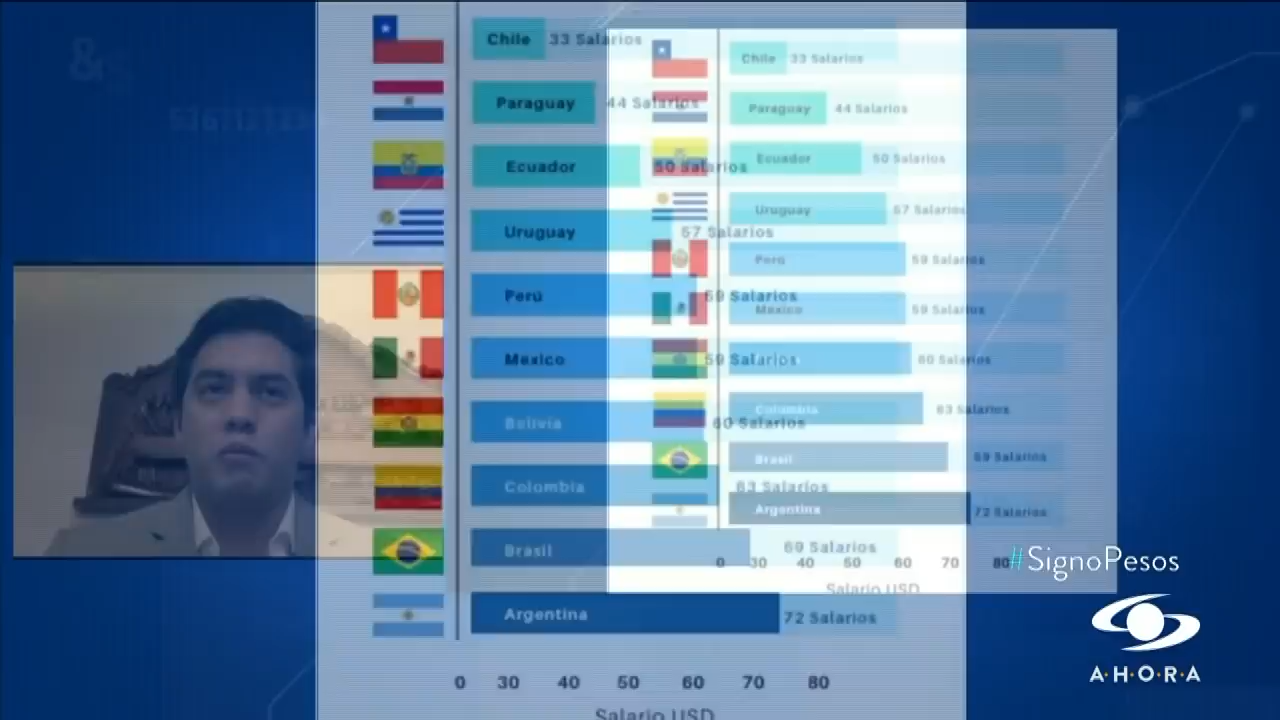 Chile 33 Salarios
Paraguay 44 Salarios
Ecuador 50 Salarios
Uruguay 57 Salarios
Perú 59 Salarios
Mexico 59 Salarios
Bolivia 60 Salarios
Colombia 63 Salarios
Brasil 69 Salarios
Argentina 72 Salarios
0 30 40 50 60 70 80
Salario USD
Chile 33 Salarios
Paraguay 44 Salarios
Ecuador 50 Salarios
Uruguay 57 Salarios
Perú 59 Salarios
Mexico 59 Salarios
60 Salarios
Colombia 63 Salarios
Brasil 69 Salarios
Argentina 72 Salarios
0 30 40 50 60 70 80
Salario USD
#SignoPesos
A·H·O·R·A